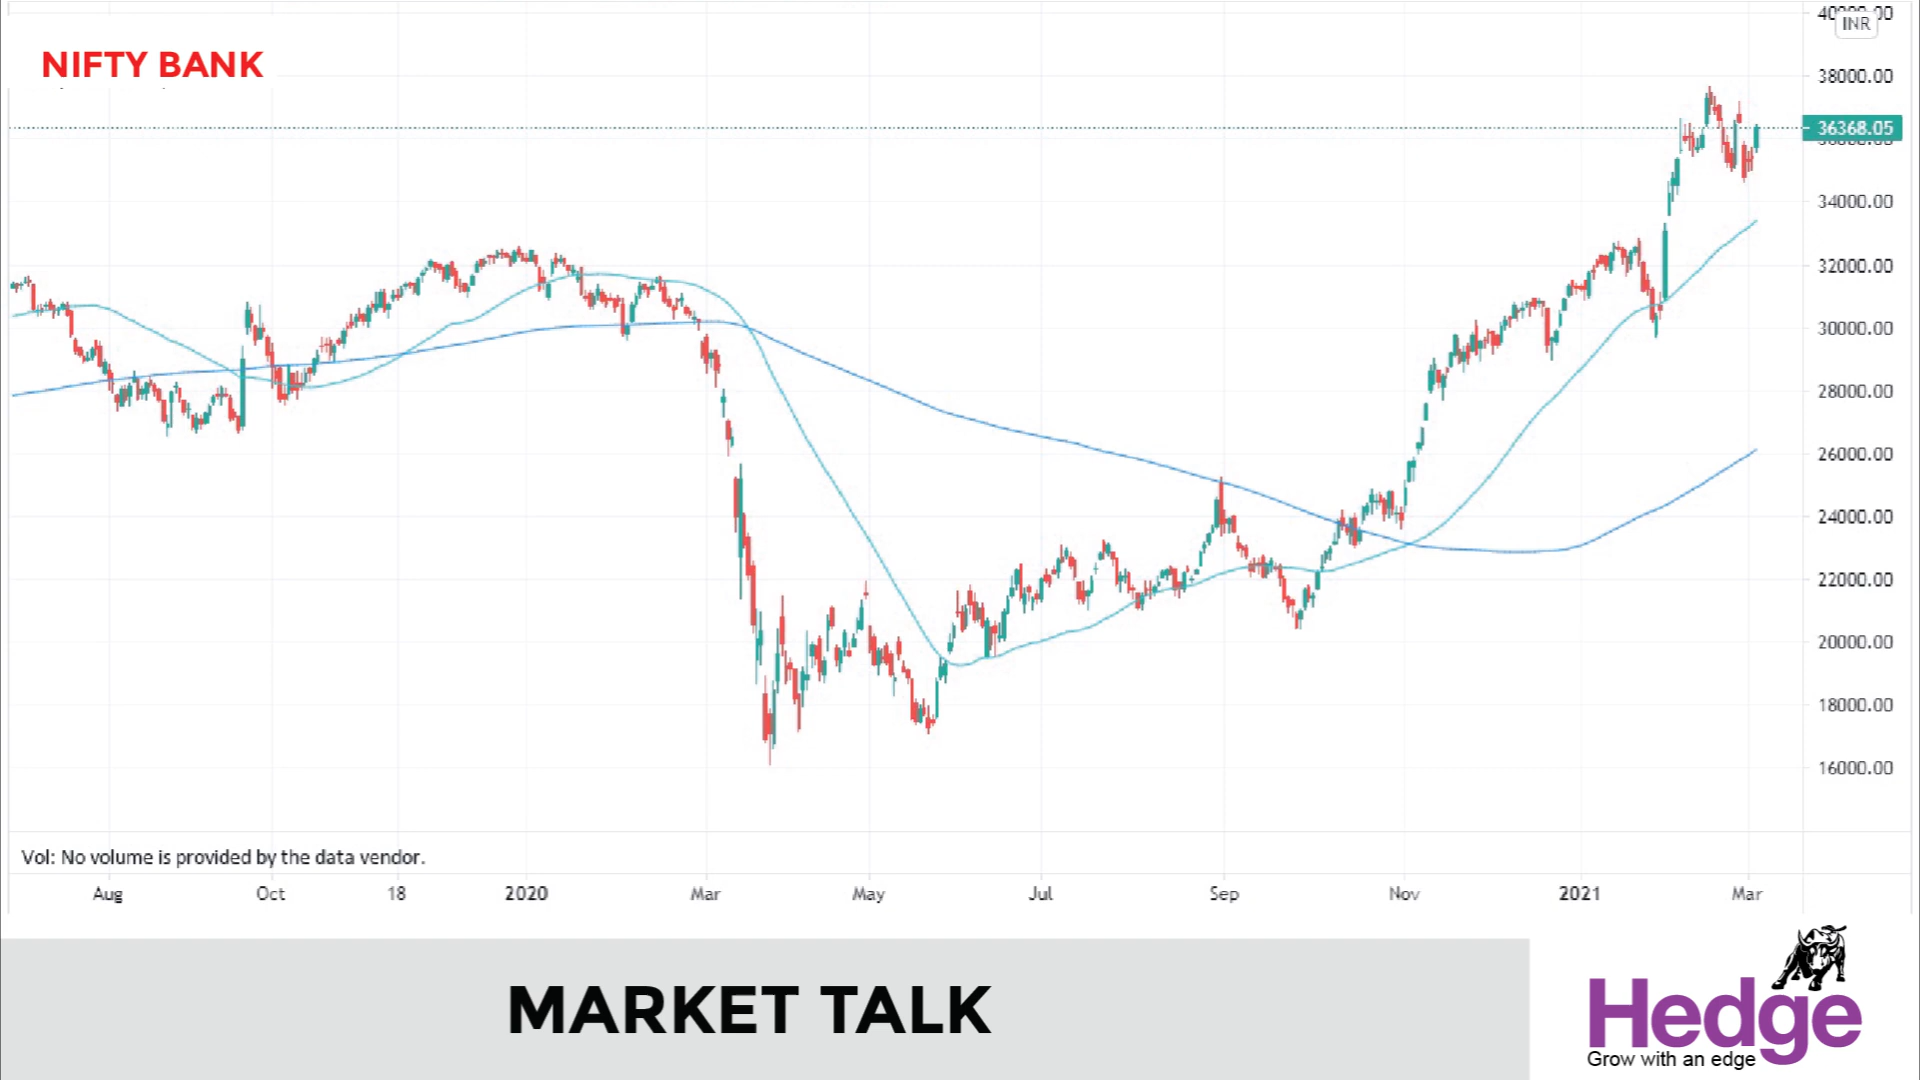 NIFTY BANK
INR
38000.00
36368.05
34000.00
32000.00
30000.00
28000.00
26000.00
24000.00
22000.00
20000.00
18000.00
16000.00
Vol: No volume is provided by the data vendor.
Aug Oct 18 2020 Mar May Jul Sep Nov 2021 Mar
MARKET TALK
Hedge
Grow with an edge